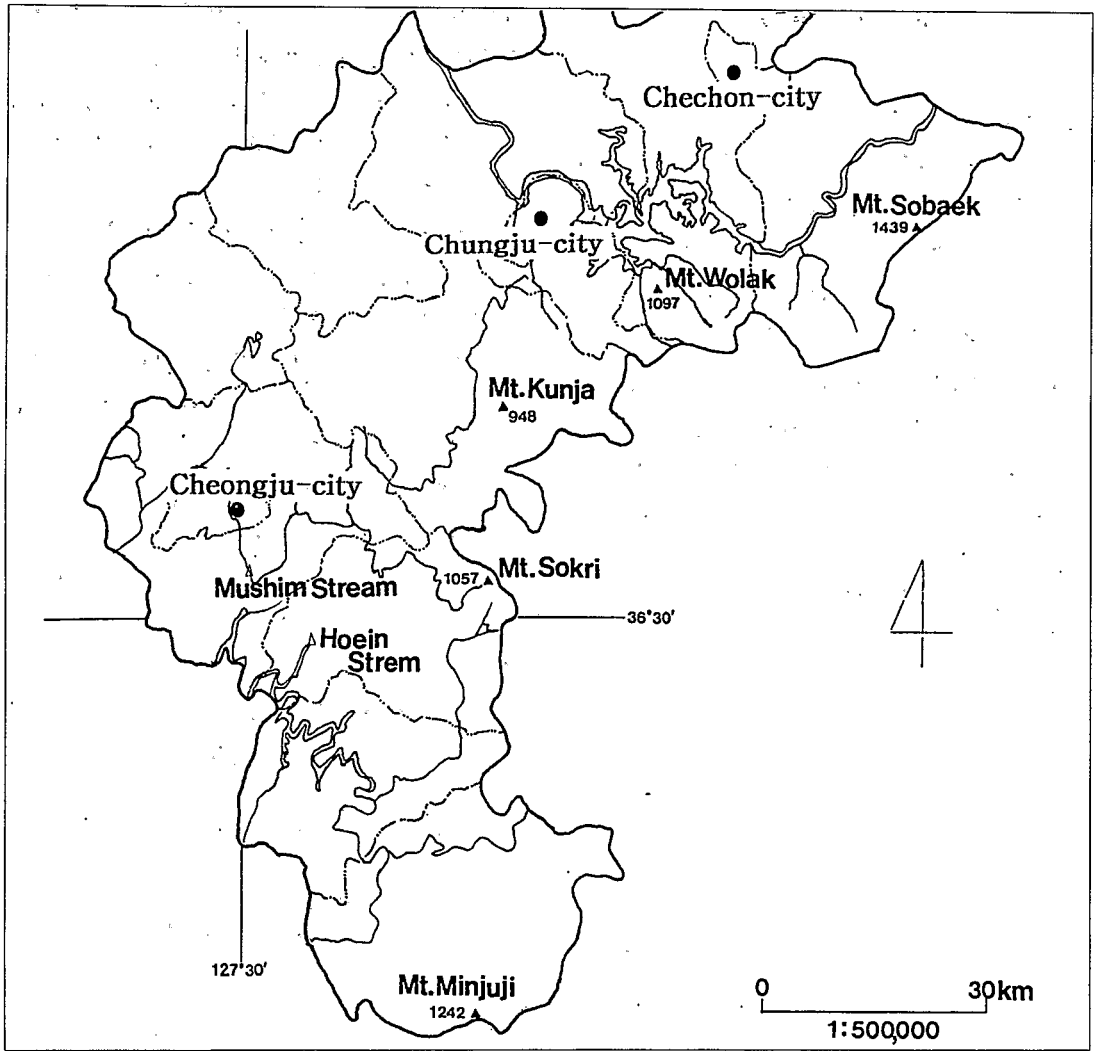 Chechon-city
Mt.Sobaek
1439
Chungju-city
Mt.Wolak
1097
Mt.Kunja
948
Cheongju-city
Mt.Sokri
1057
Mushim Stream
36°30'
Hoein
Strem
127°30'
Mt.Minjuji
1242
0 30km
1:500,000